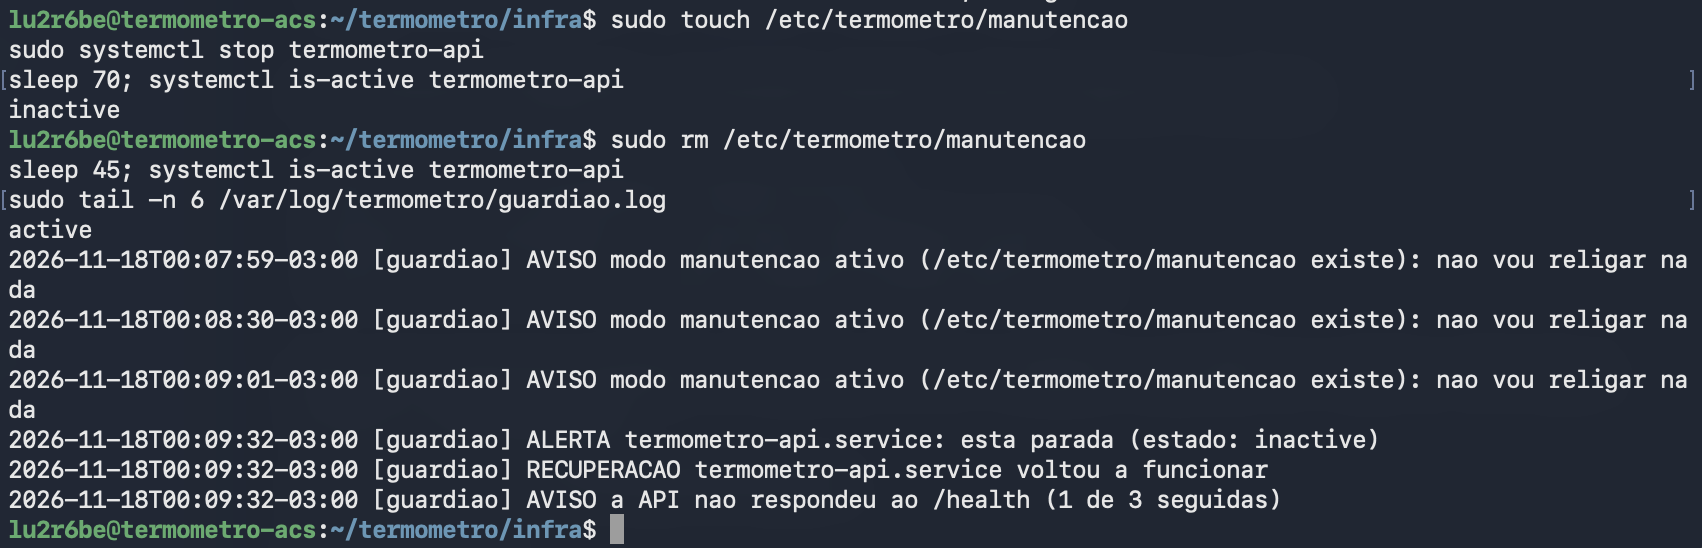 lu2r6be@termometro-acs:~/termometro/infra$ sudo touch /etc/termometro/manutencao
sudo systemctl stop termometro-api
[sleep 70; systemctl is-active termometro-api ]
inactive
lu2r6be@termometro-acs:~/termometro/infra$ sudo rm /etc/termometro/manutencao
sleep 45; systemctl is-active termometro-api
[sudo tail -n 6 /var/log/termometro/guardiao.log ]
active
2026-11-18T00:07:59-03:00 [guardiao] AVISO modo manutencao ativo (/etc/termometro/manutencao existe): nao vou religar na
da
2026-11-18T00:08:30-03:00 [guardiao] AVISO modo manutencao ativo (/etc/termometro/manutencao existe): nao vou religar na
da
2026-11-18T00:09:01-03:00 [guardiao] AVISO modo manutencao ativo (/etc/termometro/manutencao existe): nao vou religar na
da
2026-11-18T00:09:32-03:00 [guardiao] ALERTA termometro-api.service: esta parada (estado: inactive)
2026-11-18T00:09:32-03:00 [guardiao] RECUPERACAO termometro-api.service voltou a funcionar
2026-11-18T00:09:32-03:00 [guardiao] AVISO a API nao respondeu ao /health (1 de 3 seguidas)
lu2r6be@termometro-acs:~/termometro/infra$